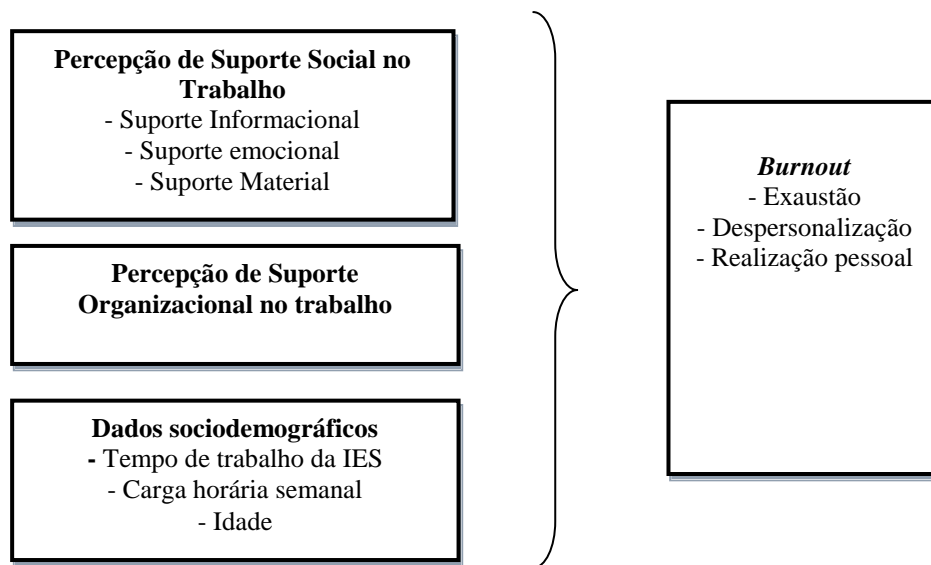 Percepção de Suporte Social no
Trabalho
- Suporte Informacional
- Suporte emocional
- Suporte Material
Percepção de Suporte
Organizacional no trabalho
Dados sociodemográficos
- Tempo de trabalho da IES
- Carga horária semanal
- Idade
Burnout
- Exaustão
- Despersonalização
- Realização pessoal